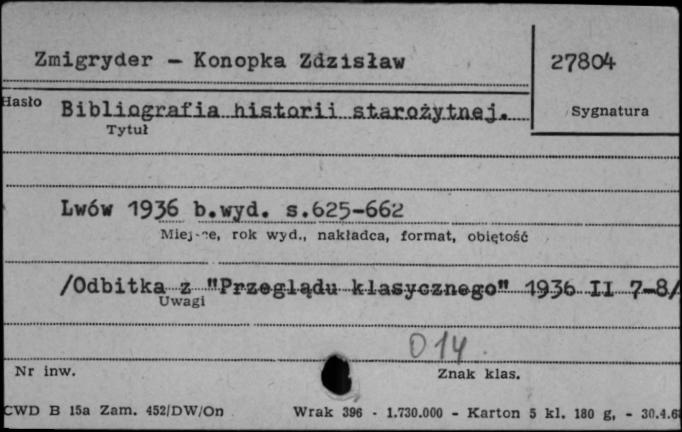 Zmigryder - Konopka Zdzisław
27804
Hasło
Sygnatura
Bibliografia historii starożytnej.
Tytuł
Lwów 1936 b.wyd. s.625-662
Miejsce, rok wyd., nakładca, format, objętość
/Odbitka z "Przeglądu klasycznego" 1936 II 7-8/
Uwagi
014
Nr inw.
Znak klas.
CWD B 15a Zam. 452/DW/On
Wrak 396 - 1.730.000 - Karton 5 kl. 180 g, - 30.4.6